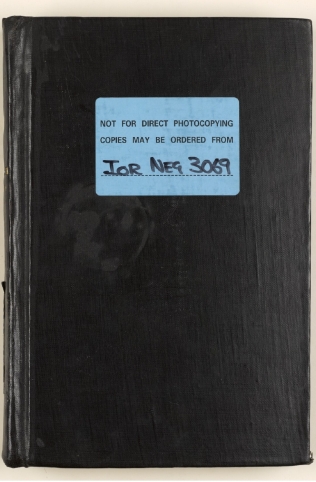 NOT FOR DIRECT PHOTOCOPYING
COPIES MAY BE ORDERED FROM
IOR NEG 3069